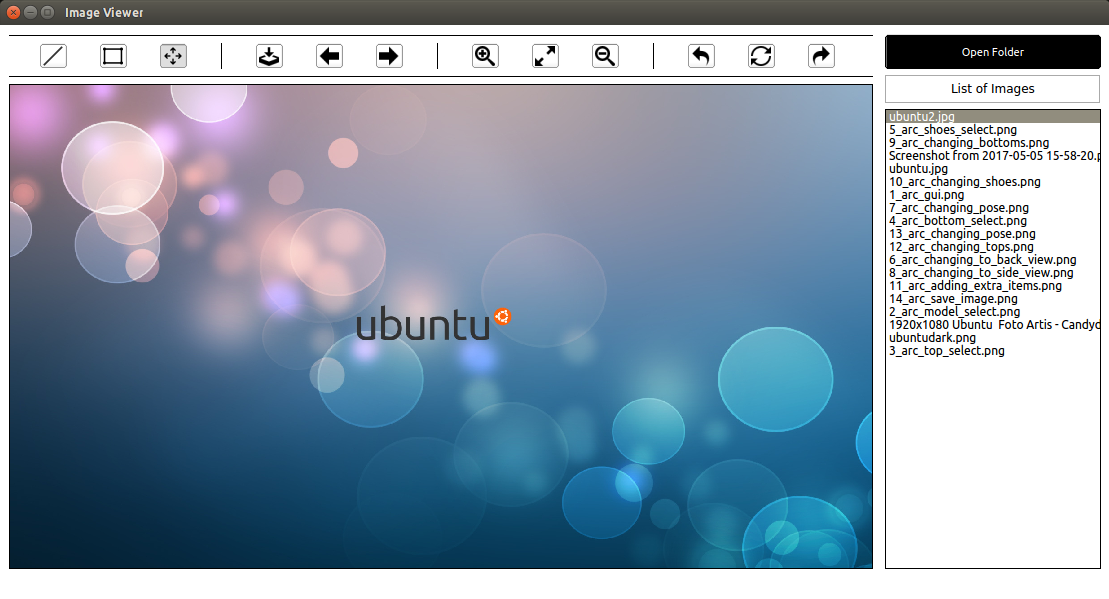 Image Viewer
Open Folder
List of Images
ubuntu2.jpg
5_arc_shoes_select.png
9_arc_changing_bottoms.png
Screenshot from 2017-05-05 15-58-20.p
ubuntu.jpg
10_arc_changing_shoes.png
1_arc_gui.png
7_arc_changing_pose.png
4_arc_bottom_select.png
13_arc_changing_pose.png
12_arc_changing_tops.png
6_arc_changing_to_back_view.png
8_arc_changing_to_side_view.png
11_arc_adding_extra_items.png
14_arc_save_image.png
2_arc_model_select.png
1920x1080 Ubuntu  Foto Artis - Candyc
ubuntudark.png
3_arc_top_select.png
ubuntu